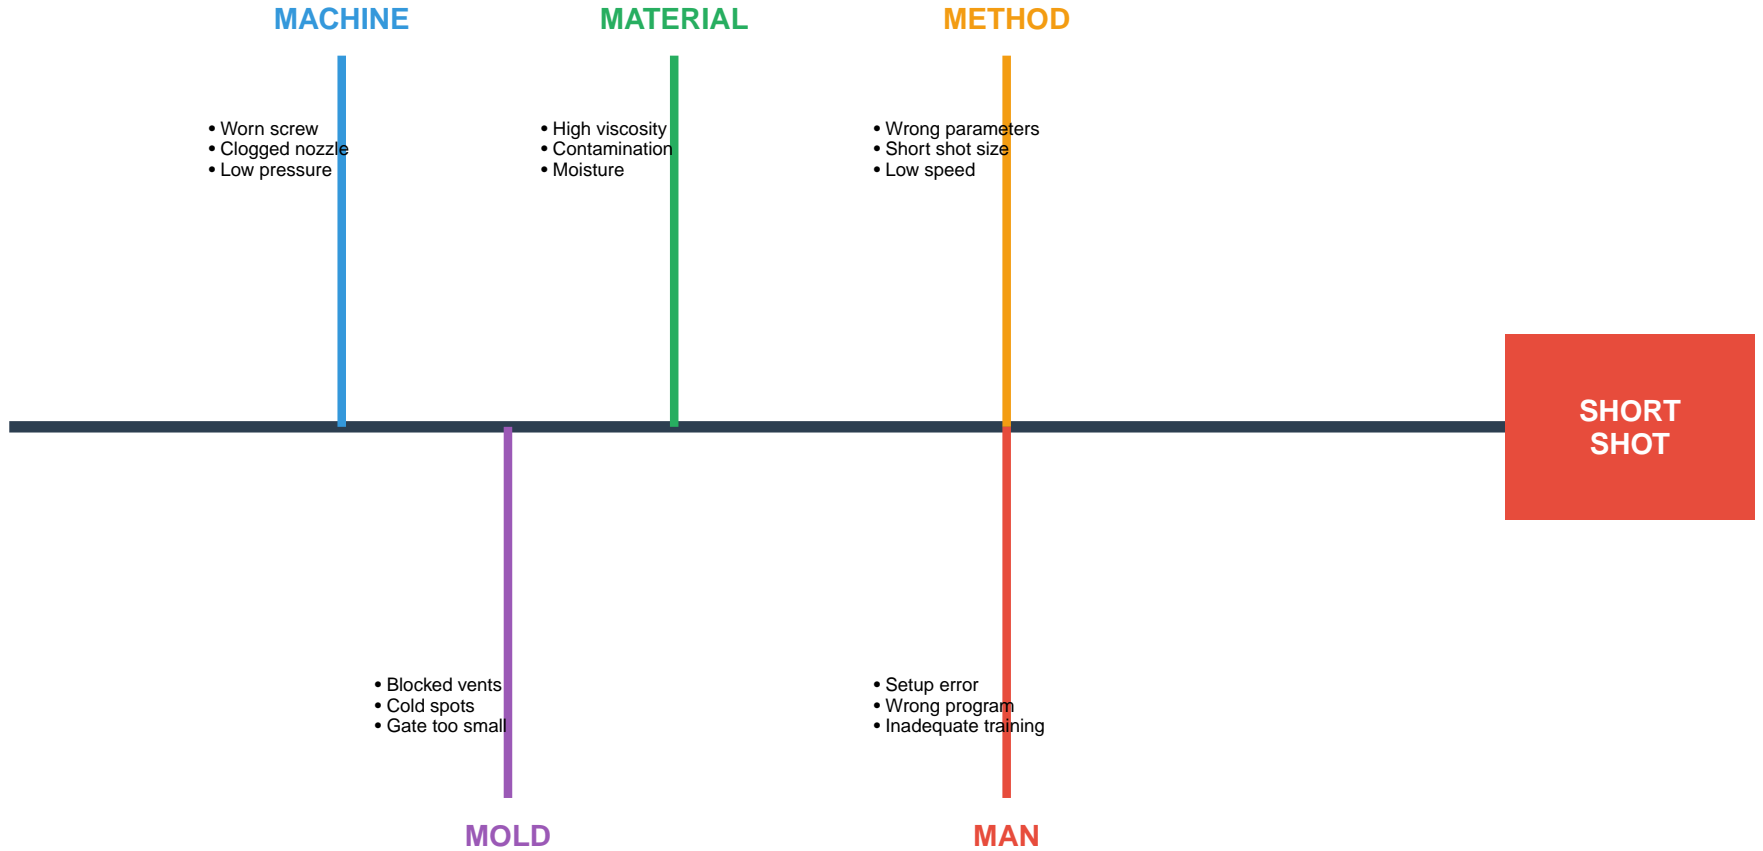 MACHINE
MATERIAL
METHOD
• Worn screw
• Clogged nozzle
• Low pressure
• High viscosity
• Contamination
• Moisture
• Wrong parameters
• Short shot size
• Low speed
SHORT
SHOT
• Blocked vents
• Cold spots
• Gate too small
• Setup error
• Wrong program
• Inadequate training
MOLD
MAN